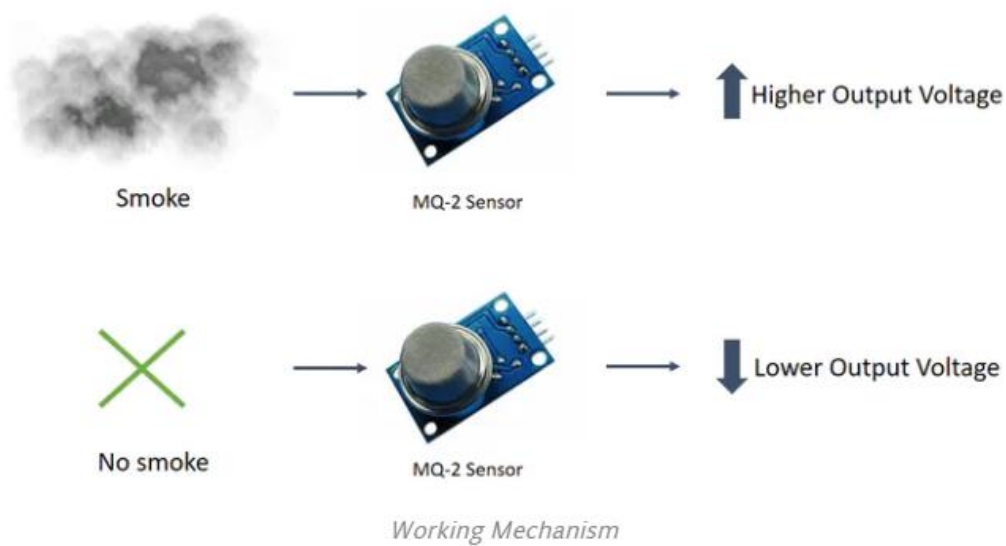 Higher Output Voltage
Smoke
MQ-2 Sensor
Lower Output Voltage
No smoke
MQ-2 Sensor
Working Mechanism